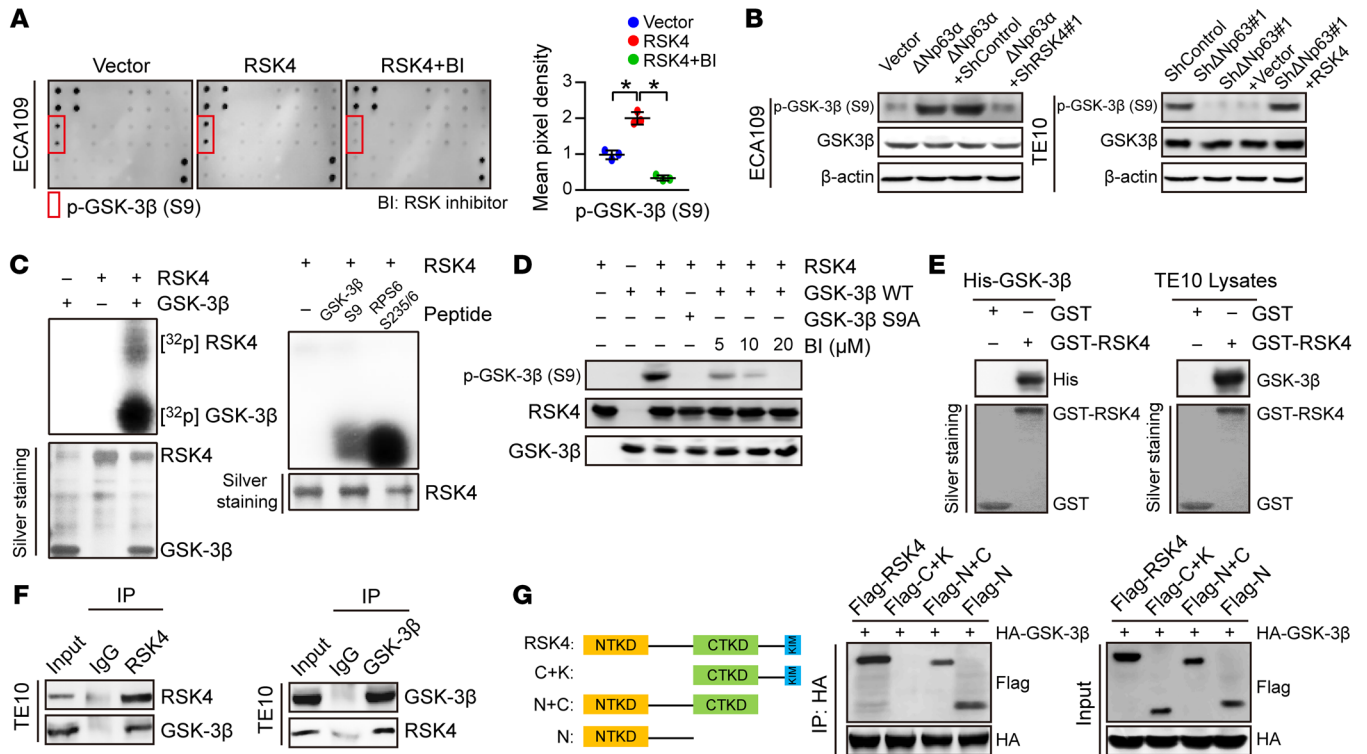 A
Vector
RSK4
RSK4+BI
ECA109
p-GSK-3β (S9)
BI: RSK inhibitor
Vector
RSK4
RSK4+BI
Mean pixel density
3
2
1
0
* *
p-GSK-3β (S9)
B
Vector
ΔNp63α
ΔNp63α
+ShControl
ΔNp63α
+ShRSK4#1
ECA109
p-GSK-3β (S9)
GSK3β
β-actin
ShControl
ShΔNp63#1
ShΔNp63#1
+Vector
ShΔNp63#1
+RSK4
TE10
p-GSK-3β (S9)
GSK3β
β-actin
C
– + + RSK4
+ – + GSK-3β
[32p] RSK4
[32p] GSK-3β
Silver staining
RSK4
GSK-3β
+ + + RSK4
–
GSK-3β
S9
RPS6
S235/6
Peptide
Silver
staining
RSK4
D
+ – + + + + + RSK4
– + + – + + + GSK-3β WT
– – – + – – – GSK-3β S9A
– – – – 5 10 20 BI (µM)
p-GSK-3β (S9)
RSK4
GSK-3β
E
His-GSK-3β
+ – GST
– + GST-RSK4
His
Silver staining
GST-RSK4
GST
TE10 Lysates
+ – GST
– + GST-RSK4
GSK-3β
Silver staining
GST-RSK4
GST
F
IP
Input
IgG
RSK4
TE10
RSK4
GSK-3β
IP
Input
IgG
GSK-3β
TE10
GSK-3β
RSK4
G
RSK4: NTKD CTKD KIM
C+K: CTKD KIM
N+C: NTKD CTKD
N: NTKD
Flag-RSK4
Flag-C+K
Flag-N+C
Flag-N
+ + + + HA-GSK-3β
IP: HA
Flag
HA
Flag-RSK4
Flag-C+K
Flag-N+C
Flag-N
+ + + + HA-GSK-3β
Input
Flag
HA